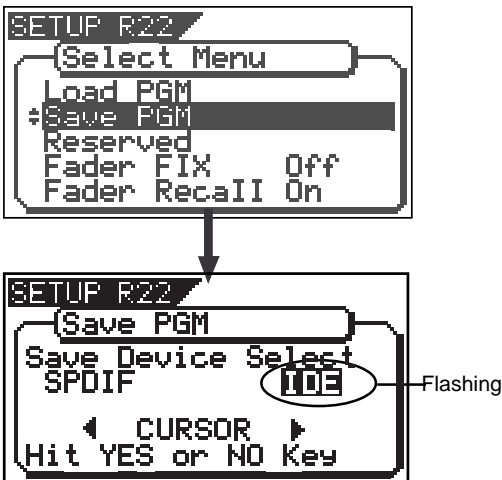 SETUP R22
Select Menu
Load PGM
Save PGM
Reserved
Fader FIX Off
Fader Recall On
SETUP R22
Save PGM
Save Device Select
SPDIF IDE
Flashing
CURSOR
Hit YES or NO Key